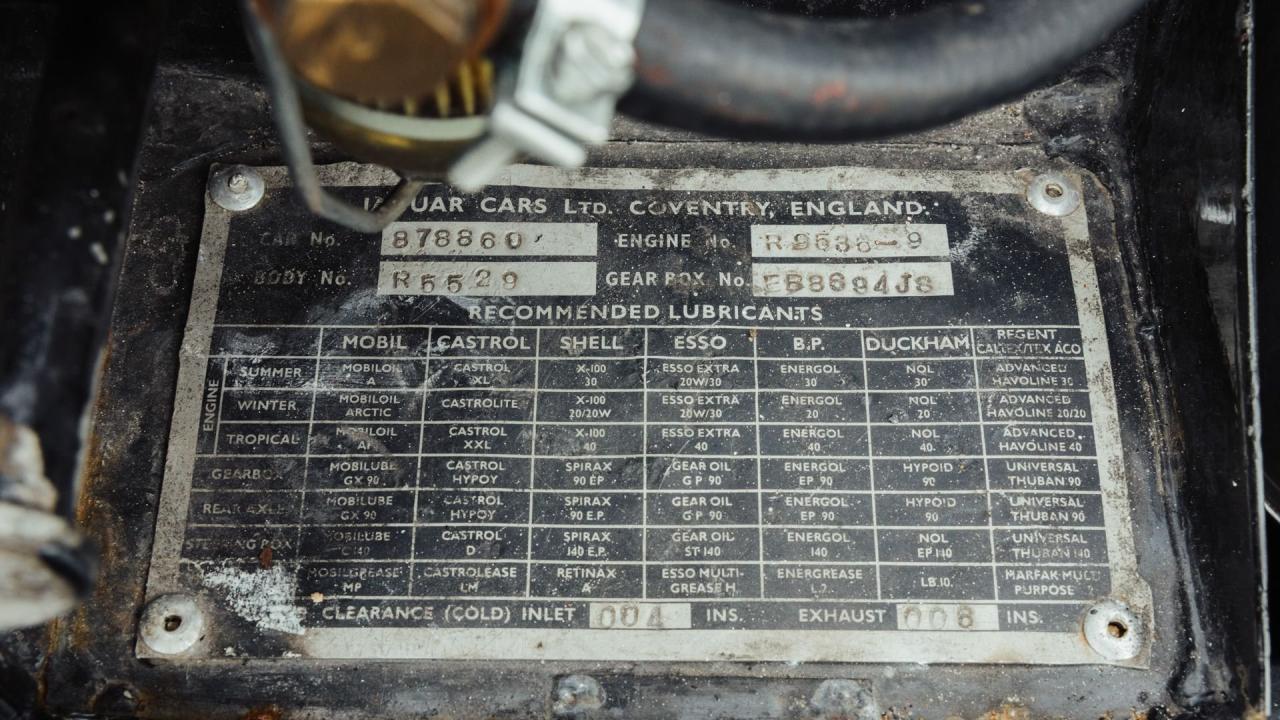 CARS LTD. COVENTRY, ENGLAND.
CAR No. 878860 ENGINE No.
BODY No. R5529 GEAR BOX No. EB8694JS
RECOMMENDED LUBRICANTS
MOBIL CASTROL SHELL ESSO B.P. DUCKHAM REGENT CALTEX/TEXACO
ENGINE
SUMMER MOBILOIL A CASTROL XL X-100 30 ESSO EXTRA 20W/30 ENERGOL 30 NOL 30 ADVANCED HAVOLINE 30
WINTER MOBILOIL ARCTIC CASTROLITE X-100 20/20W ESSO EXTRA 20W/30 ENERGOL 20 NOL 20 ADVANCED HAVOLINE 20/20
TROPICAL MOBILOIL AF CASTROL XXL X-100 40 ESSO EXTRA 40 ENERGOL 40 NOL 40 ADVANCED HAVOLINE 40
GEARBOX MOBILUBE GX 90 CASTROL HYPOY SPIRAX 90 EP GEAR OIL GP 90 ENERGOL EP 90 HYPOID 90 UNIVERSAL THUBAN 90
REAR AXLE MOBILUBE GX 90 CASTROL HYPOY SPIRAX 90 E.P. GEAR OIL GP 90 ENERGOL EP 90 HYPOID 90 UNIVERSAL THUBAN 90
STEERING BOX MOBILUBE C 140 CASTROL D SPIRAX 140 E.P. GEAR OIL ST 140 ENERGOL 140 NOL EP 140 UNIVERSAL THUBAN 140
MOBILGREASE MP CASTROLEASE LM RETINAX A ESSO MULTI-GREASE H ENERGREASE L.2. LB.10. MARFAK MULTI PURPOSE
CLEARANCE (COLD) INLET 004 INS. EXHAUST 006 INS.